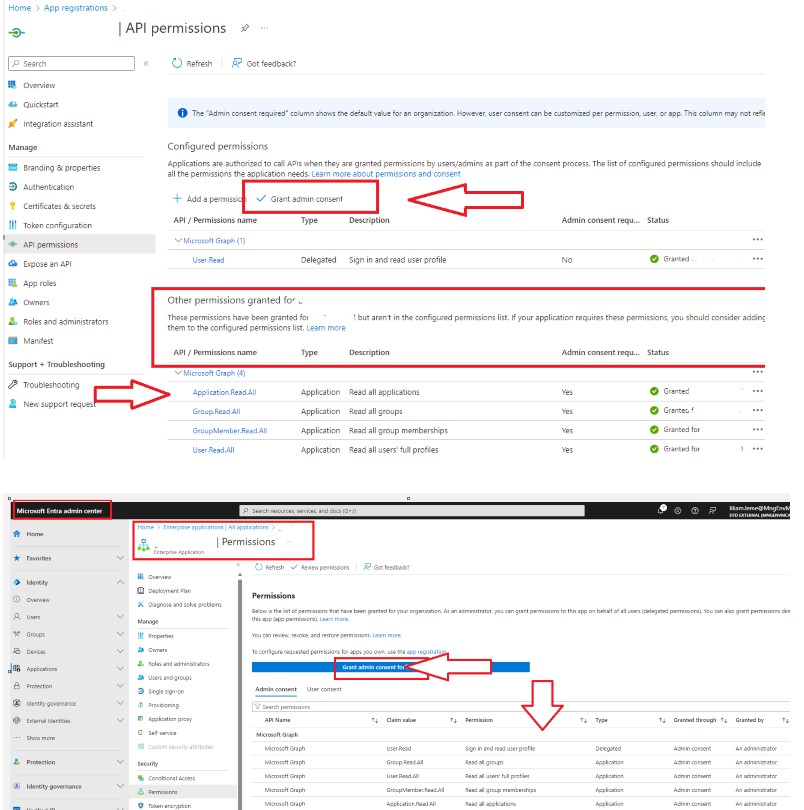 Home > App registrations >
| API permissions ...
Search «
Refresh | Got feedback?
Overview
Quickstart
Integration assistant
The "Admin consent required" column shows the default value for an organization. However, user consent can be customized per permission, user, or app. This column may not refle
Manage
Configured permissions
Branding & properties
Applications are authorized to call APIs when they are granted permissions by users/admins as part of the consent process. The list of configured permissions should include
all the permissions the application needs. Learn more about permissions and consent
Authentication
Certificates & secrets
+ Add a permission ✓ Grant admin consent
Token configuration
API / Permissions name Type Description Admin consent requ... Status
API permissions
Microsoft Graph (1) ...
Expose an API
User.Read Delegated Sign in and read user profile No Granted ...
App roles
Owners
Other permissions granted for
Roles and administrators
These permissions have been granted for ! but aren't in the configured permissions list. If your application requires these permissions, you should consider adding
them to the configured permissions list. Learn more
Manifest
API / Permissions name Type Description Admin consent requ... Status
Support + Troubleshooting
Microsoft Graph (4) ...
Troubleshooting
Application.Read.All Application Read all applications Yes Granted ...
New support request
Group.Read.All Application Read all groups Yes Granted f ...
GroupMember.Read.All Application Read all group memberships Yes Granted for ...
User.Read.All Application Read all users' full profiles Yes Granted for ...
Microsoft Entra admin center
Search resources, services, and docs (G+/)
DTD EXTERNAL
Home
Favorites
Identity
Overview
Users
Groups
Devices
Applications
Protection
Identity governance
External Identities
... Show more
Protection
Identity governance
Home > Enterprise applications | All applications >
| Permissions ...
Enterprise Application
«
Overview
Deployment Plan
Diagnose and solve problems
Manage
Properties
Owners
Roles and administrators
Users and groups
Single sign-on
Provisioning
Application proxy
Self-service
Custom security attributes
Security
Conditional Access
Permissions
Token encryption
Refresh ✓ Review permissions | Got feedback?
Permissions
Below is the list of permissions that have been granted for your organization. As an administrator, you can grant permissions to this app on behalf of all users (delegated permissions). You can also grant permissions dire
this app (app permissions). Learn more.
You can review, revoke, and restore permissions. Learn more.
To configure requested permissions for apps you own, use the app registration.
Grant admin consent for
Admin consent User consent
Search permissions
API Name Claim value Permission Type Granted through Granted by
Microsoft Graph
Microsoft Graph User.Read Sign in and read user profile Delegated Admin consent An administrator
Microsoft Graph Group.Read.All Read all groups Application Admin consent An administrator
Microsoft Graph User.Read.All Read all users' full profiles Application Admin consent An administrator
Microsoft Graph GroupMember.Read.All Read all group memberships Application Admin consent An administrator
Microsoft Graph Application.Read.All Read all applications Application Admin consent An administrator